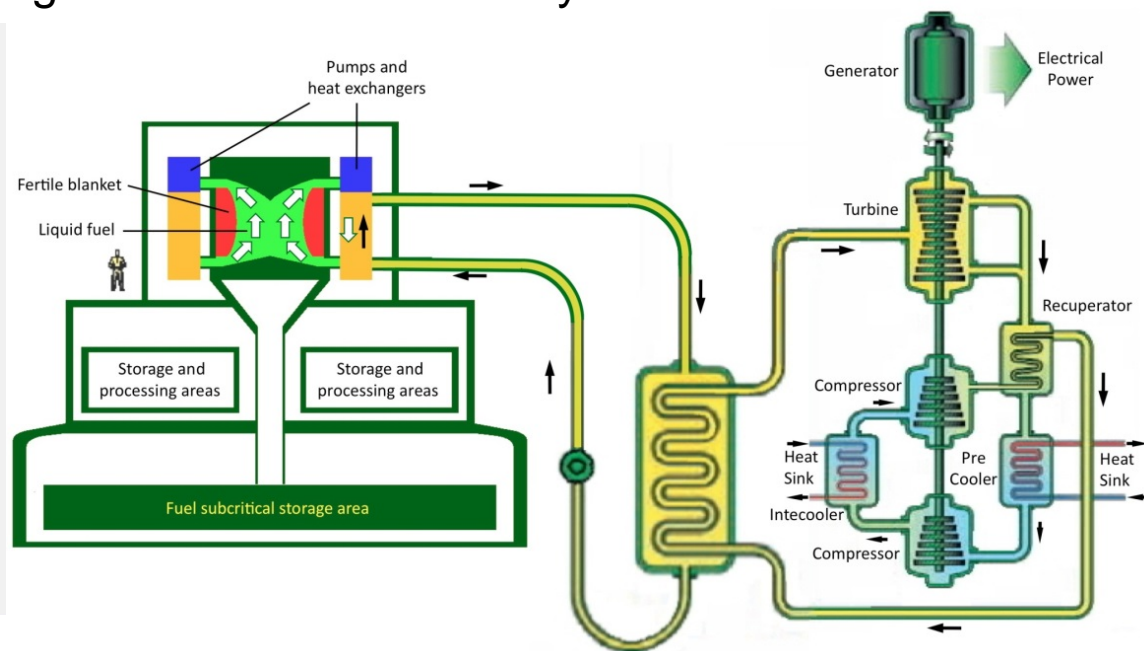 Pumps and
heat exchangers
Fertile blanket
Liquid fuel
Storage and
processing areas
Storage and
processing areas
Fuel subcritical storage area
Generator
Electrical
Power
Turbine
Recuperator
Compressor
Heat
Sink
Pre
Cooler
Heat
Sink
Intecooler
Compressor